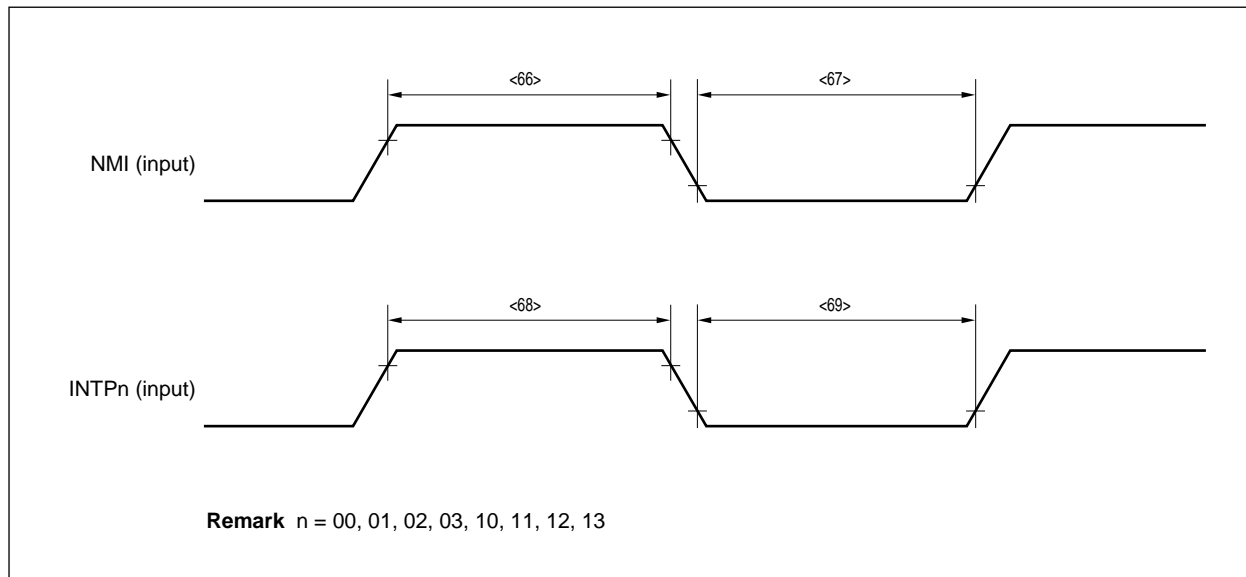 <66>
<67>
NMI (input)
<68>
<69>
INTPn (input)
Remark n = 00, 01, 02, 03, 10, 11, 12, 13